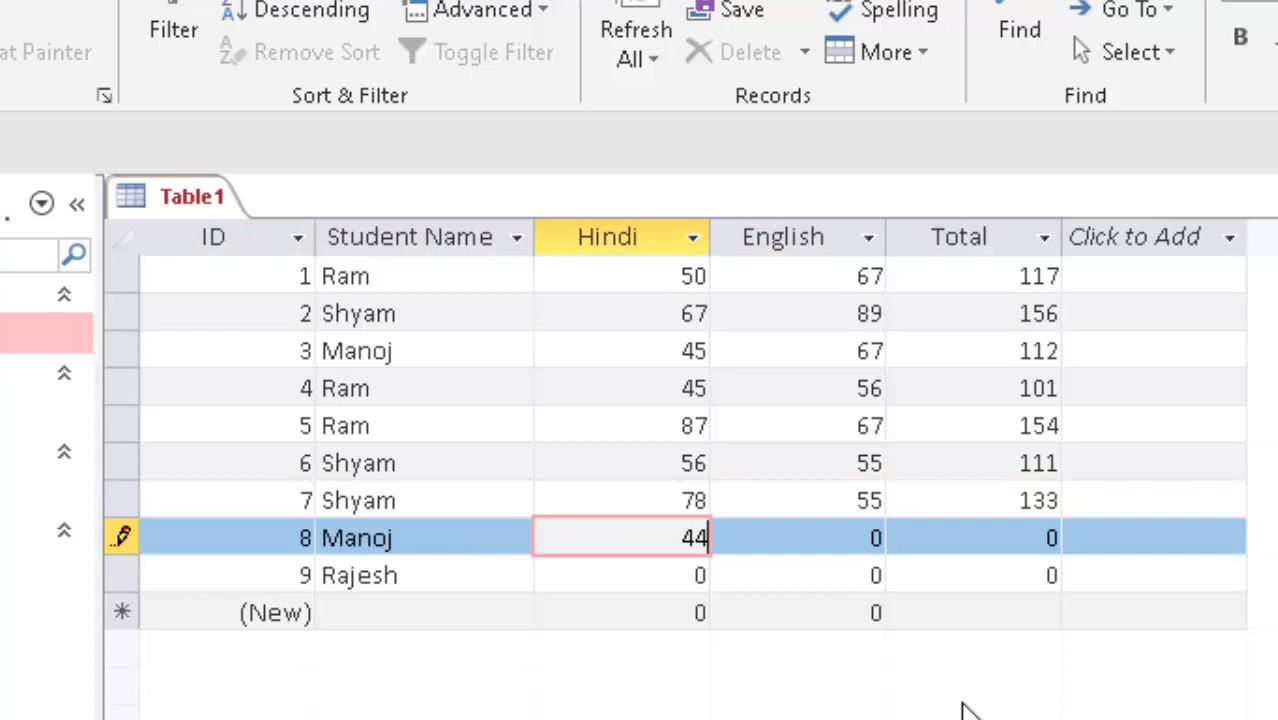 Descending Advanced Save Spelling Go To
Filter Refresh Find B
at Painter Remove Sort Toggle Filter All Delete More Select
Sort & Filter Records Find
Table1
ID Student Name Hindi English Total Click to Add
1 Ram 50 67 117
2 Shyam 67 89 156
3 Manoj 45 67 112
4 Ram 45 56 101
5 Ram 87 67 154
6 Shyam 56 55 111
7 Shyam 78 55 133
8 Manoj 44 0 0
9 Rajesh 0 0 0
(New) 0 0